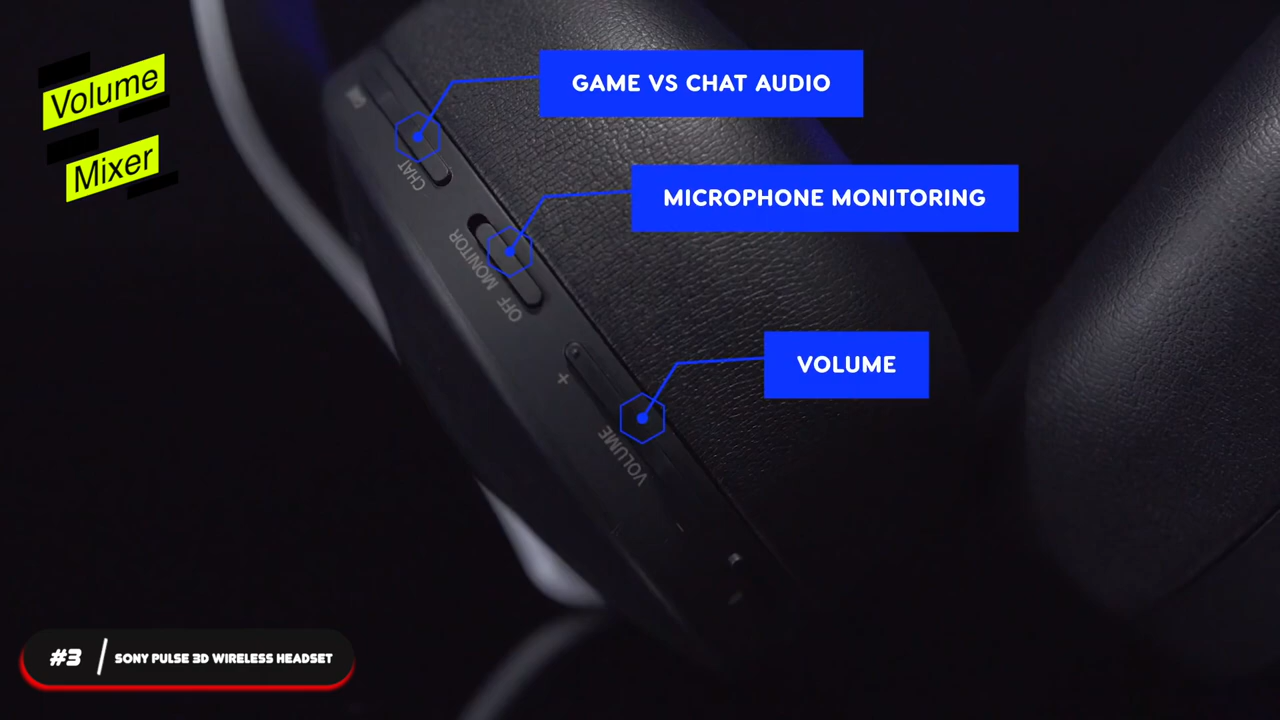 Volume
Mixer
GAME VS CHAT AUDIO
MICROPHONE MONITORING
VOLUME
CHAT
MONITOR
OFF
+
VOLUME
#3
SONY PULSE 3D WIRELESS HEADSET